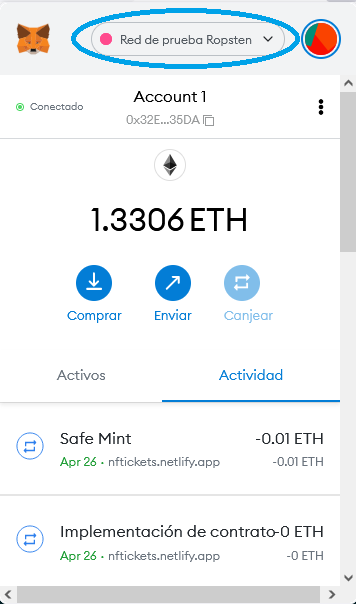 Red de prueba Ropsten
Conectado
Account 1
0x32E...35DA
1.3306 ETH
Comprar
Enviar
Canjear
Activos
Actividad
Safe Mint
-0.01 ETH
Apr 26 · nftickets.netlify.app
-0.01 ETH
Implementación de contrato
-0 ETH
Apr 26 · nftickets.netlify.app
-0 ETH